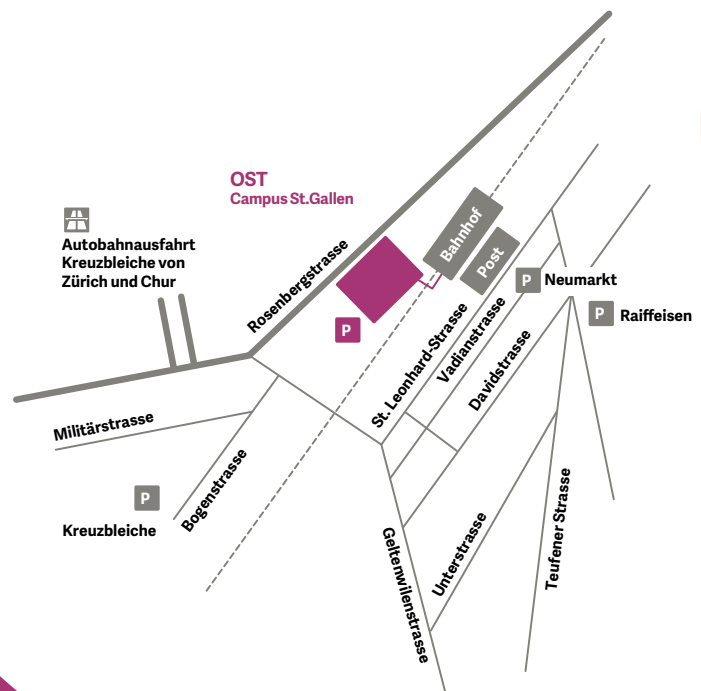 OST
Campus St.Gallen
Autobahnausfahrt
Kreuzbleiche von
Zürich und Chur
Rosenbergstrasse
Bahnhof
Post
P
Neumarkt
P
Raiffeisen
P
St. Leonhard-Strasse
Vadianstrasse
Davidstrasse
Militärstrasse
P
Kreuzbleiche
Bogenstrasse
Geltenwilenstrasse
Unterstrasse
Teufener Strasse